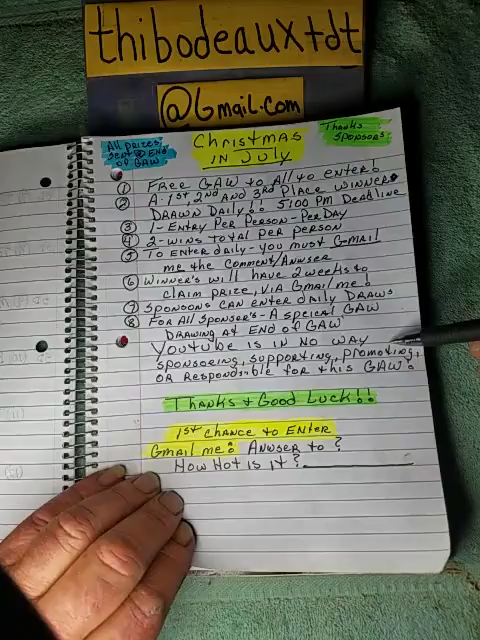 thibodeauxtdt
@Gmail.com
All prizes
sent @ End
of GAW
Christmas
in July
Thanks
Sponsors
① Free GAW to All to enter!
② A-1st, 2nd and 3rd Place winner
Drawn Daily!! 5:00 PM Deadline
③ 1-Entry Per Person-Per Day
④ 2-wins total Per Person
⑤ To enter daily-you must G-mail
me the comment/Anwser
⑥ Winner's will have 2 weeks to
claim prize, via Gmail me!
⑦ Sponsors can enter daily Draws
⑧ For All Sponser's-A special GAW
Drawing at End of GAW
Youtube is in no way
sponsoring, supporting, promoting,
or responsible for this GAW!
Thanks + Good Luck!!
1st chance to Enter
Gmail me: Anwser to?
How Hot is it?